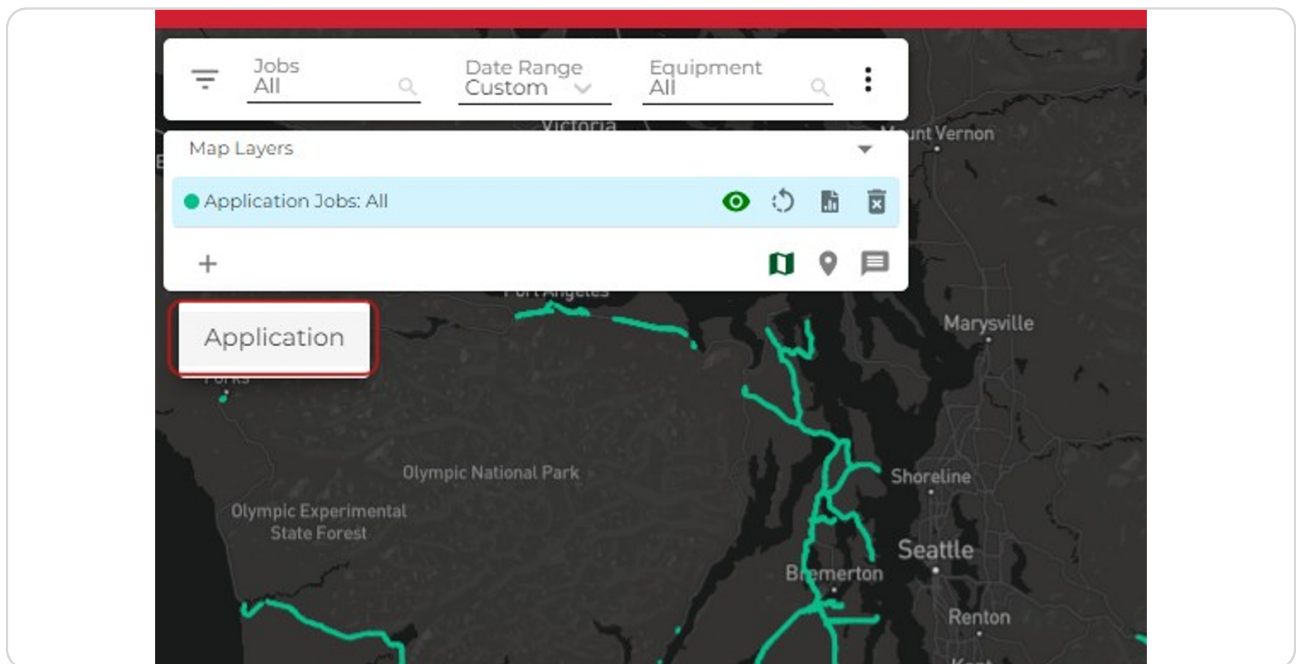 Jobs
All
Date Range
Custom
Equipment
All
Victoria
Mount Vernon
Map Layers
Application Jobs: All
Port Angeles
Application
Marysville
Forks
Olympic National Park
Shoreline
Olympic Experimental
State Forest
Seattle
Bremerton
Renton
Kent